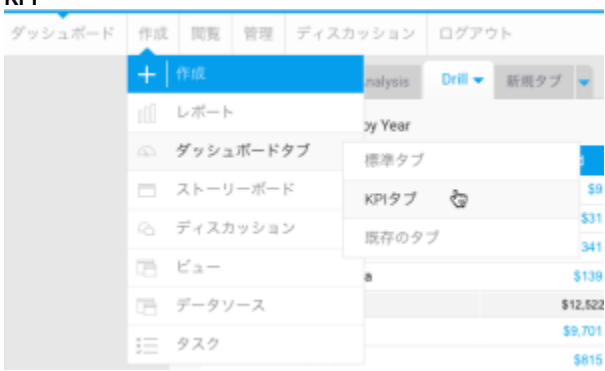 KPI
ダッシュボード 作成 閲覧 管理 ディスカッション ログアウト
作成
nalysis Drill 新規タブ
レポート
by Year
ダッシュボードタブ
標準タブ
ストーリーボード
KPIタブ
$9
ディスカッション
$31
既存のタブ
341
ビュー
a $139
$12,522
データソース
$9,701
タスク
$815